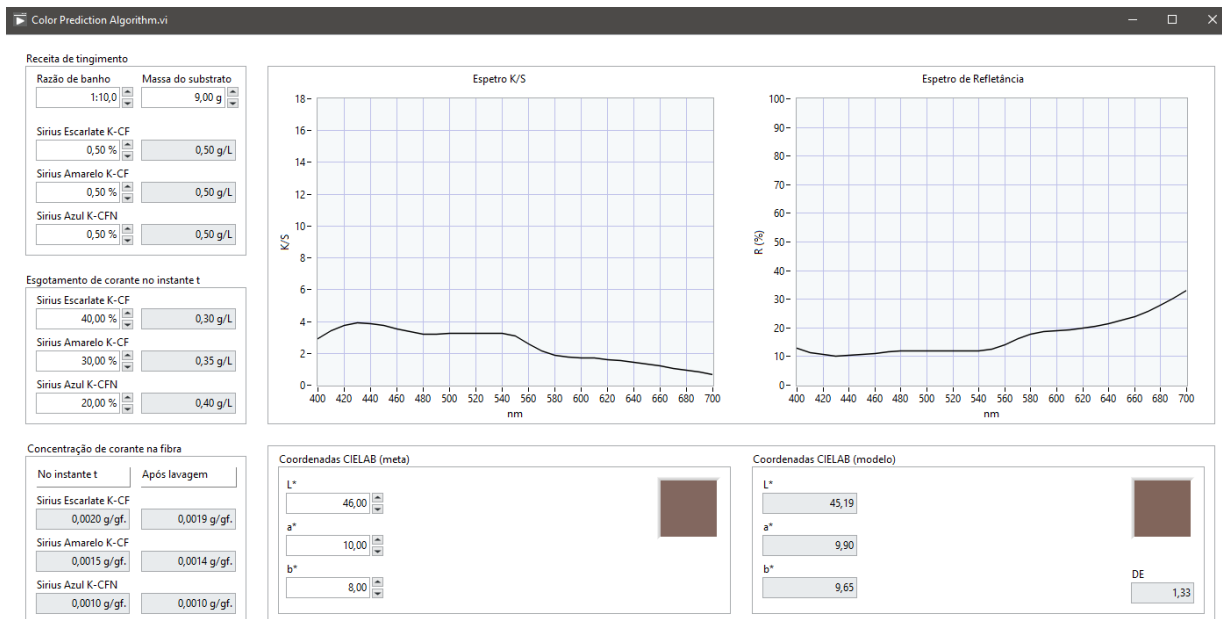 Color Prediction Algorithm.vi
Receita de tingimento
Razão de banho Massa do substrato
1:10,0 9,00 g
Sirius Escarlate K-CF
0,50 % 0,50 g/L
Sirius Amarelo K-CF
0,50 % 0,50 g/L
Sirius Azul K-CFN
0,50 % 0,50 g/L
Esgotamento de corante no instante t
Sirius Escarlate K-CF
40,00 % 0,30 g/L
Sirius Amarelo K-CF
30,00 % 0,35 g/L
Sirius Azul K-CFN
20,00 % 0,40 g/L
Concentração de corante na fibra
No instante t Após lavagem
Sirius Escarlate K-CF
0,0020 g/gf. 0,0019 g/gf.
Sirius Amarelo K-CF
0,0015 g/gf. 0,0014 g/gf.
Sirius Azul K-CFN
0,0010 g/gf. 0,0010 g/gf.
Espetro K/S
K/S
18
16
14
12
10
8
6
4
2
0
400 420 440 460 480 500 520 540 560 580 600 620 640 660 680 700
nm
Espetro de Refletância
R (%)
100
90
80
70
60
50
40
30
20
10
0
400 420 440 460 480 500 520 540 560 580 600 620 640 660 680 700
nm
Coordenadas CIELAB (meta)
L*
46,00
a*
10,00
b*
8,00
Coordenadas CIELAB (modelo)
L*
45,19
a*
9,90
b*
9,65
DE
1,33